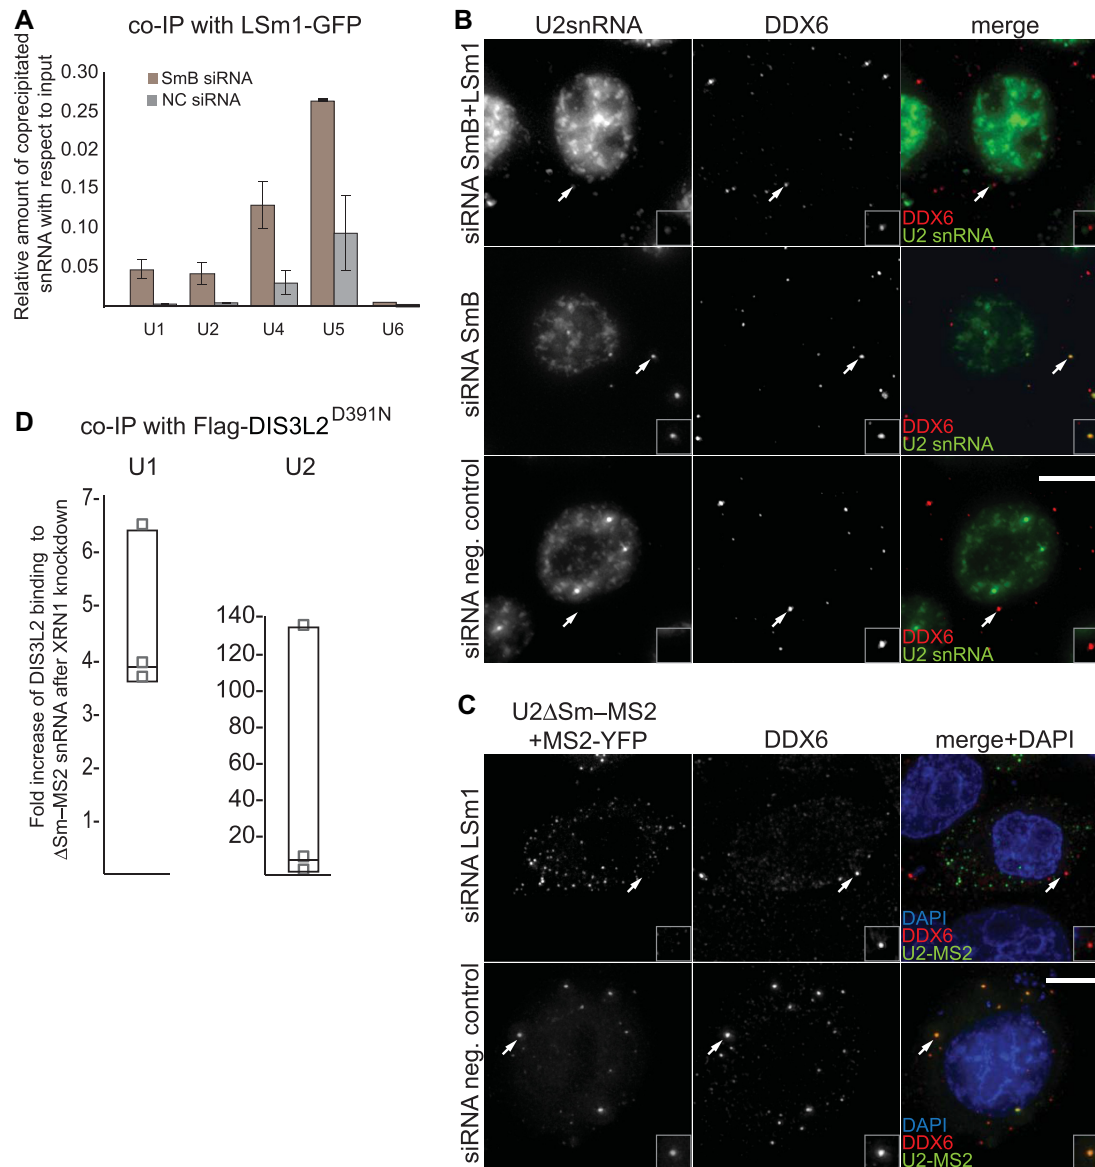 A
co-IP with LSm1-GFP
Relative amount of coprecipitated
snRNA with respect to input
0.30
0.25
0.02
0.15
0.10
0.05
SmB siRNA
NC siRNA
U1 U2 U4 U5 U6
B
U2snRNA DDX6 merge
siRNA SmB+LSm1
DDX6
U2 snRNA
siRNA SmB
DDX6
U2 snRNA
siRNA neg. control
DDX6
U2 snRNA
D
co-IP with Flag-DIS3L2D391N
U1 U2
Fold increase of DIS3L2 binding to
ΔSm–MS2 snRNA after XRN1 knockdown
7-
6-
5-
4-
3-
2-
1-
140
120-
100-
80-
60-
40-
20-
C
U2ΔSm–MS2
+MS2-YFP
DDX6
merge+DAPI
siRNA LSm1
DAPI
DDX6
U2-MS2
siRNA neg. control
DAPI
DDX6
U2-MS2